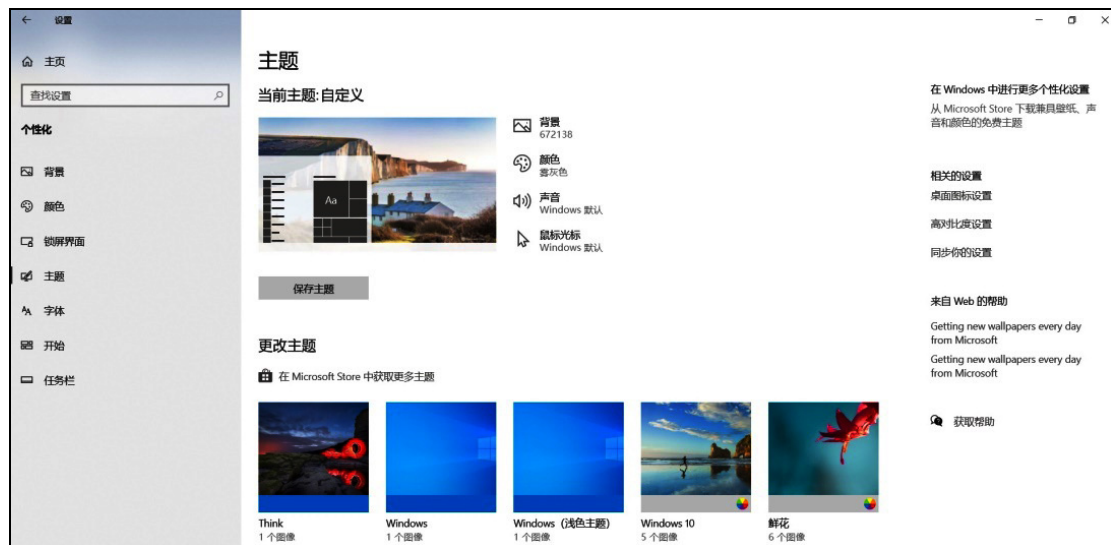 设置
主页
查找设置
个性化
背景
颜色
锁屏界面
主题
字体
开始
任务栏
主题
当前主题:自定义
Aa
背景
672138
颜色
雾灰色
声音
Windows 默认
鼠标光标
Windows 默认
保存主题
更改主题
在 Microsoft Store 中获取更多主题
Think
1 个图像
Windows
1 个图像
Windows（浅色主题）
1 个图像
Windows 10
5 个图像
鲜花
6 个图像
在 Windows 中进行更多个性化设置
从 Microsoft Store 下载兼具壁纸、声
音和颜色的免费主题
相关的设置
桌面图标设置
高对比度设置
同步你的设置
来自 Web 的帮助
Getting new wallpapers every day
from Microsoft
Getting new wallpapers every day
from Microsoft
获取帮助